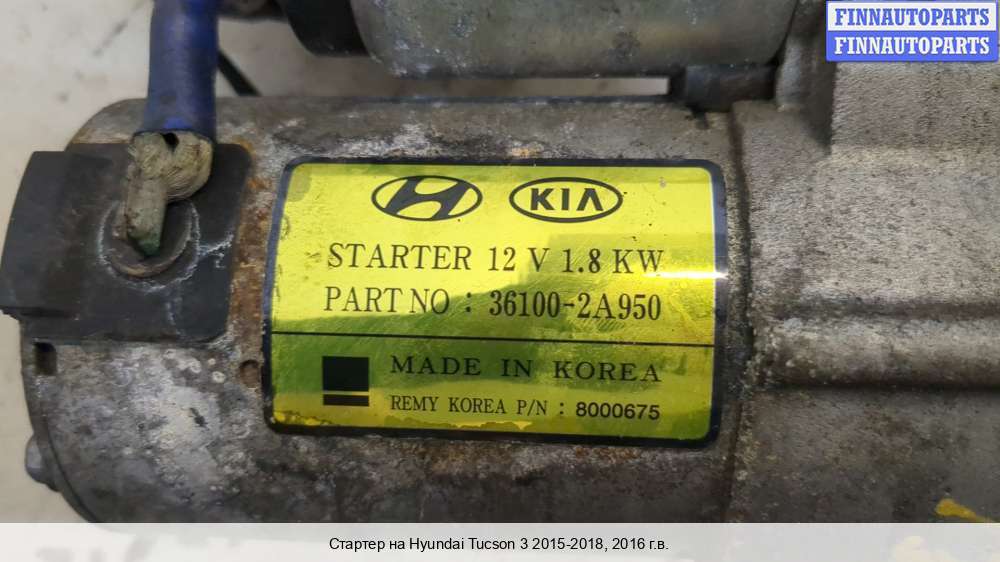 FINNAUTOPARTS
FINNAUTOPARTS
KIA
STARTER 12 V 1.8 KW
PART NO : 36100-2A950
MADE IN KOREA
REMY KOREA P/N : 8000675
Стартер на Hyundai Tucson 3 2015-2018, 2016 г.в.